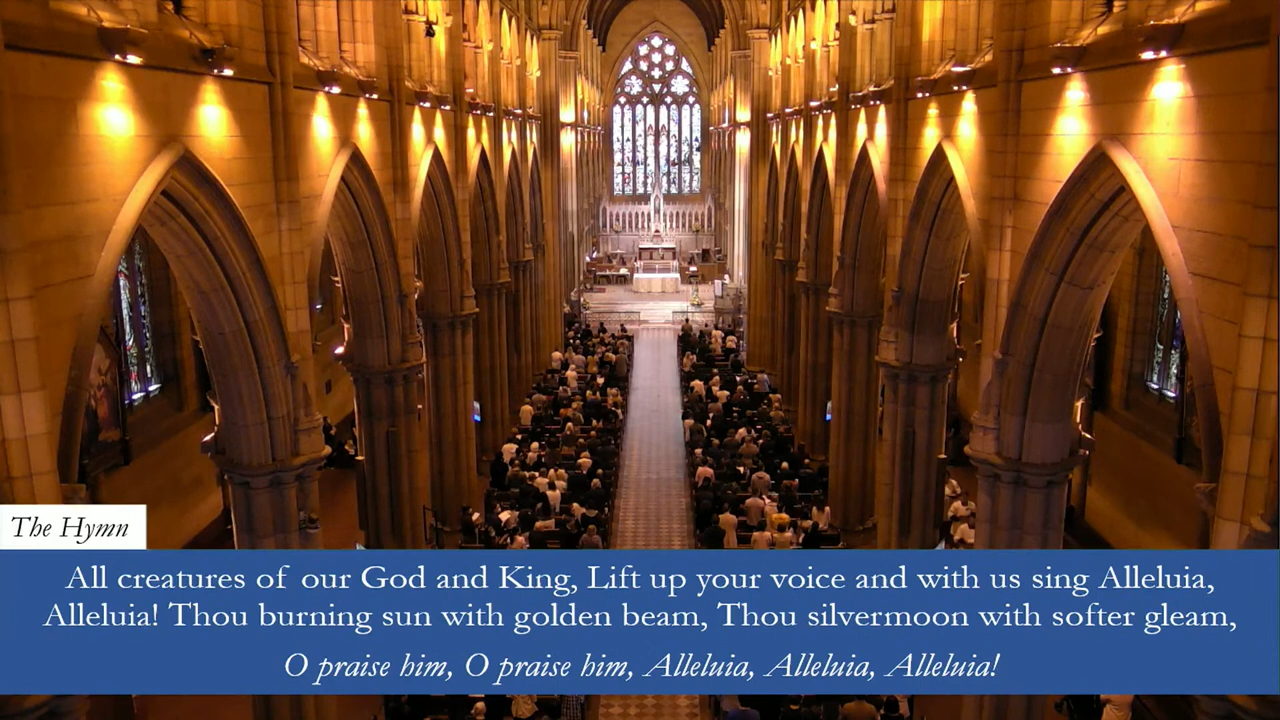 The Hymn
All creatures of our God and King, Lift up your voice and with us sing Alleluia,
Alleluia! Thou burning sun with golden beam, Thou silvermoon with softer gleam,
O praise him, O praise him, Alleluia, Alleluia, Alleluia!